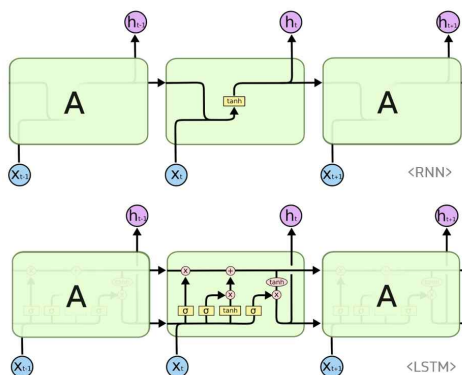 h t-1 h t h t+1
A tanh A
X t-1 X t X t+1
<RNN>
h t-1 h t h t+1
x + tanh
A x x A
σ σ tanh σ
X t-1 X t X t+1
<LSTM>